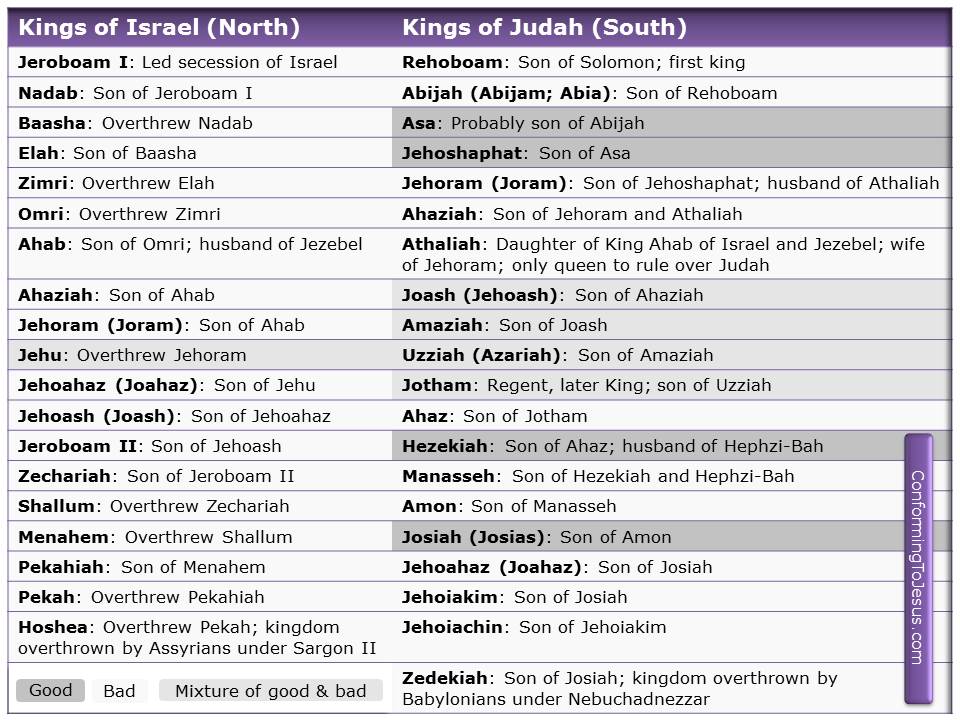 Kings of Israel (North)
Kings of Judah (South)
Jeroboam I: Led secession of Israel
Rehoboam: Son of Solomon; first king
Nadab: Son of Jeroboam I
Abijah (Abijam; Abia): Son of Rehoboam
Baasha: Overthrew Nadab
Asa: Probably son of Abijah
Elah: Son of Baasha
Jehoshaphat: Son of Asa
Zimri: Overthrew Elah
Jehoram (Joram): Son of Jehoshaphat; husband of Athaliah
Omri: Overthrew Zimri
Ahaziah: Son of Jehoram and Athaliah
Ahab: Son of Omri; husband of Jezebel
Athaliah: Daughter of King Ahab of Israel and Jezebel; wife
of Jehoram; only queen to rule over Judah
Ahaziah: Son of Ahab
Joash (Jehoash): Son of Ahaziah
Jehoram (Joram): Son of Ahab
Amaziah: Son of Joash
Jehu: Overthrew Jehoram
Uzziah (Azariah): Son of Amaziah
Jehoahaz (Joahaz): Son of Jehu
Jotham: Regent, later King; son of Uzziah
Jehoash (Joash): Son of Jehoahaz
Ahaz: Son of Jotham
Jeroboam II: Son of Jehoash
Hezekiah: Son of Ahaz; husband of Hephzi-Bah
Zechariah: Son of Jeroboam II
Manasseh: Son of Hezekiah and Hephzi-Bah
Shallum: Overthrew Zechariah
Amon: Son of Manasseh
Menahem: Overthrew Shallum
Josiah (Josias): Son of Amon
Pekahiah: Son of Menahem
Jehoahaz (Joahaz): Son of Josiah
Pekah: Overthrew Pekahiah
Jehoiakim: Son of Josiah
Hoshea: Overthrew Pekah; kingdom
overthrown by Assyrians under Sargon II
Jehoiachin: Son of Jehoiakim
Good
Bad
Mixture of good & bad
Zedekiah: Son of Josiah; kingdom overthrown by
Babylonians under Nebuchadnezzar
ConformingToJesus.com